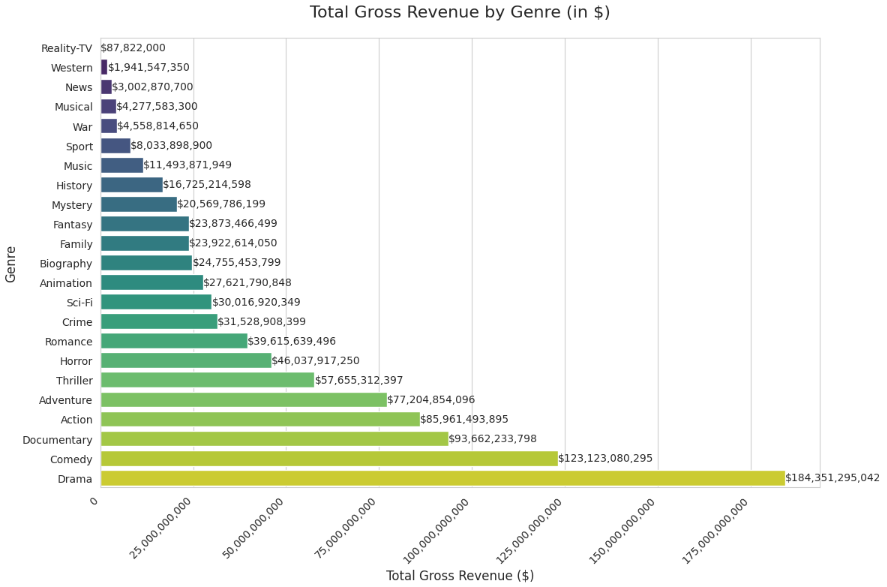 Total Gross Revenue by Genre (in $)
Reality-TV $87,822,000
Western $1,941,547,350
News $3,002,870,700
Musical $4,277,583,300
War $4,558,814,650
Sport $8,033,898,900
Music $11,493,871,949
History $16,725,214,598
Mystery $20,569,786,199
Fantasy $23,873,466,499
Family $23,922,614,050
Biography $24,755,453,799
Animation $27,621,790,848
Sci-Fi $30,016,920,349
Crime $31,528,908,399
Romance $39,615,639,496
Horror $46,037,917,250
Thriller $57,655,312,397
Adventure $77,204,854,096
Action $85,961,493,895
Documentary $93,662,233,798
Comedy $123,123,080,295
Drama $184,351,295,042
Genre
0 25,000,000,000 50,000,000,000 75,000,000,000 100,000,000,000 125,000,000,000 150,000,000,000 175,000,000,000
Total Gross Revenue ($)